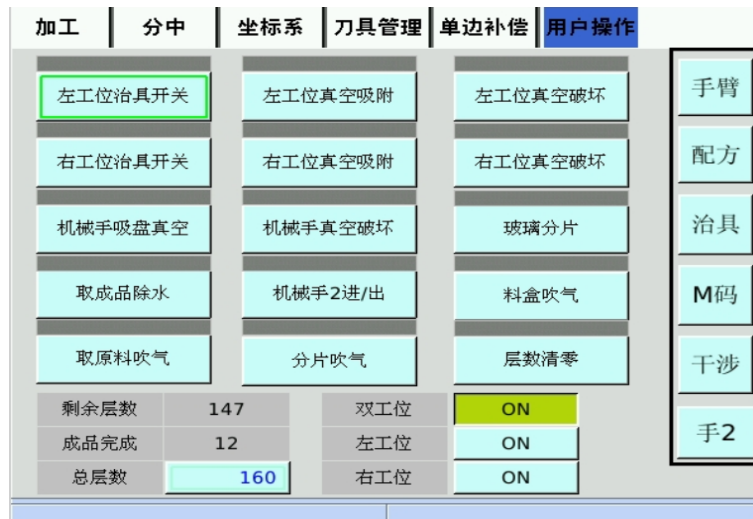 加工 分中 坐标系 刀具管理 单边补偿 用户操作
左工位治具开关 左工位真空吸附 左工位真空破坏 手臂
右工位治具开关 右工位真空吸附 右工位真空破坏 配方
机械手吸盘真空 机械手真空破坏 玻璃分片 治具
取成品除水 机械手2进/出 料盒吹气 M码
取原料吹气 分片吹气 层数清零 干涉
剩余层数 147 双工位 ON
成品完成 12 左工位 ON 手2
总层数 160 右工位 ON